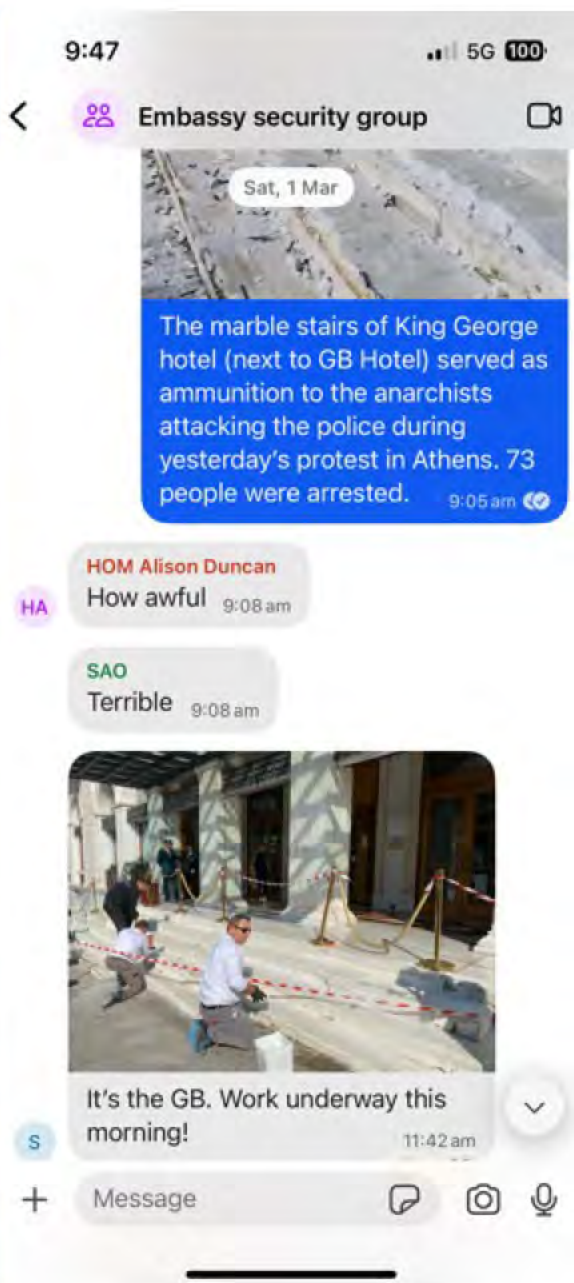 9:47
5G 100
Embassy security group
Sat, 1 Mar
The marble stairs of King George
hotel (next to GB Hotel) served as
ammunition to the anarchists
attacking the police during
yesterday's protest in Athens. 73
people were arrested.
9:05 am
HOM Alison Duncan
HA
How awful
9:08 am
SAO
Terrible
9:08 am
It's the GB. Work underway this
morning!
S
11:42 am
Message